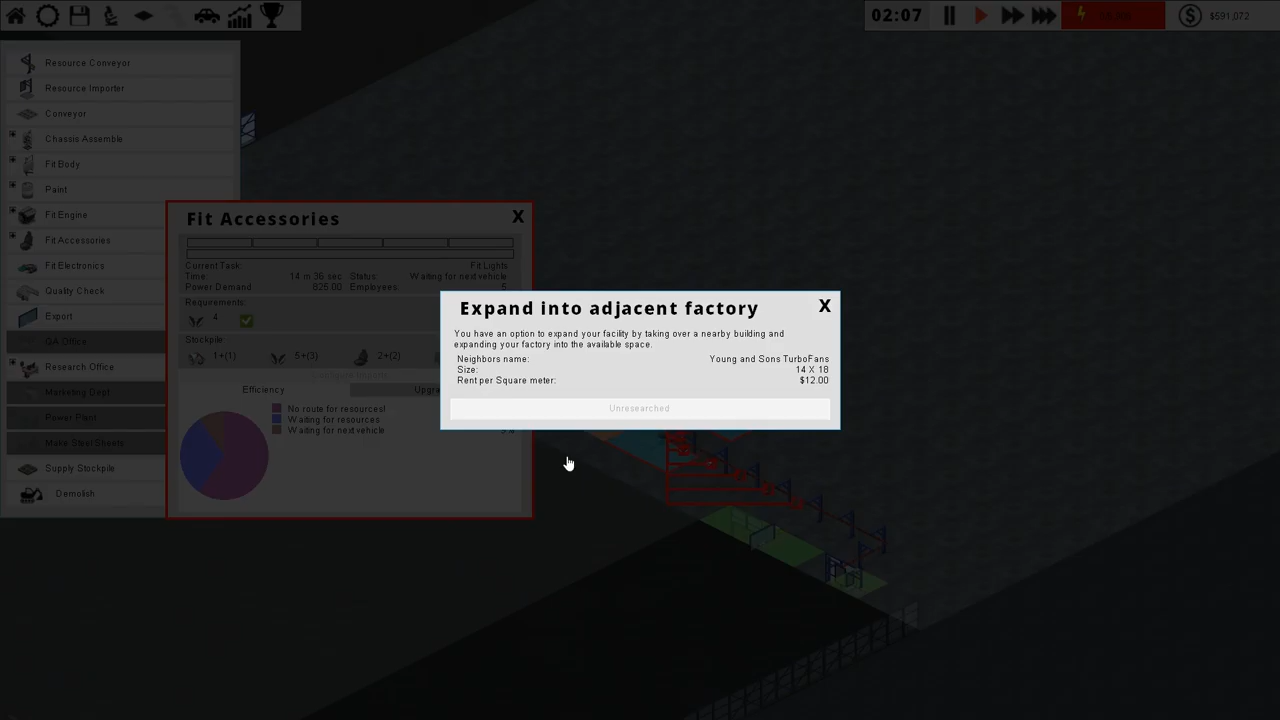 02:07
$591,072
Resource Conveyor
Resource Importer
Conveyor
Chassis Assemble
Fit Body
Paint
Fit Engine
Fit Accessories
Fit Electronics
Quality Check
Export
QA Office
Research Office
Marketing Dept
Power Plant
Make Steel Sheets
Supply Stockpile
Demolish
Fit Accessories X
Current Task: Fit Lights
Time: 14 m 36 sec Status: Waiting for next vehicle
Power Demand 825.00 Employees: 5
Requirements:
4
Stockpile:
1+(1) 5+(3) 2+(2)
Efficiency Upgra
No route for resources!
Waiting for resources
Waiting for next vehicle
Expand into adjacent factory X
You have an option to expand your facility by taking over a nearby building and
expanding your factory into the available space.
Neighbors name: Young and Sons TurboFans
Size: 14 X 18
Rent per Square meter: $12.00
Unresearched